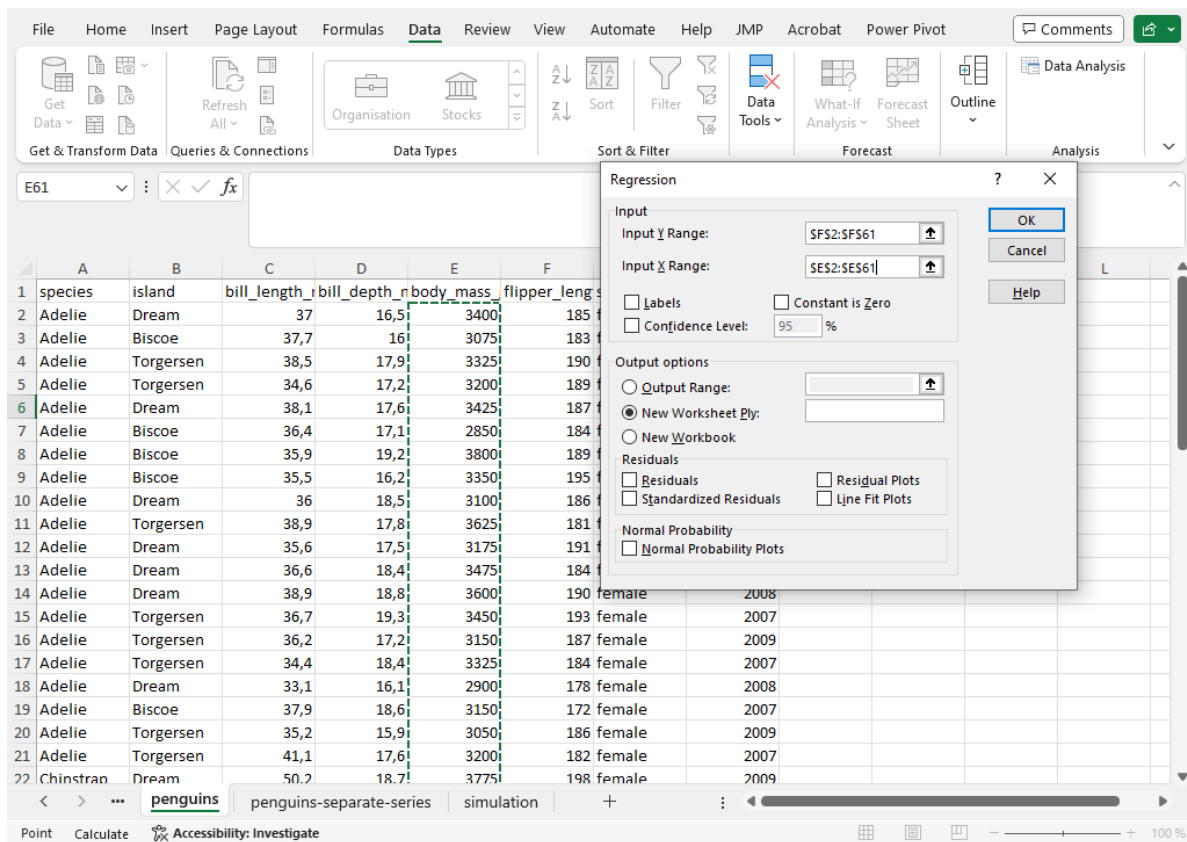 File Home Insert Page Layout Formulas Data Review View Automate Help JMP Acrobat Power Pivot Comments
Get Data Refresh All Organisation Stocks Sort Filter Data Tools What-If Analysis Forecast Sheet Outline Data Analysis
Get & Transform Data Queries & Connections Data Types Sort & Filter Forecast Analysis
E61 fx
Regression ? X
Input
Input Y Range: $F$2:$F$61 OK
Cancel
Input X Range: $E$2:$E$61
Help
Labels Constant is Zero
Confidence Level: 95 %
Output options
Output Range:
New Worksheet Ply:
New Workbook
Residuals
Residuals Residual Plots
Standardized Residuals Line Fit Plots
Normal Probability
Normal Probability Plots
A B C D E F L
1 species island bill_length_ bill_depth_n body_mass_ flipper_leng
2 Adelie Dream 37 16,5 3400 185
3 Adelie Biscoe 37,7 16 3075 183
4 Adelie Torgersen 38,5 17,9 3325 190
5 Adelie Torgersen 34,6 17,2 3200 189
6 Adelie Dream 38,1 17,6 3425 187
7 Adelie Biscoe 36,4 17,1 2850 184
8 Adelie Biscoe 35,9 19,2 3800 189
9 Adelie Biscoe 35,5 16,2 3350 195
10 Adelie Dream 36 18,5 3100 186
11 Adelie Torgersen 38,9 17,8 3625 181
12 Adelie Dream 35,6 17,5 3175 191
13 Adelie Dream 36,6 18,4 3475 184
14 Adelie Dream 38,9 18,8 3600 190 female 2008
15 Adelie Torgersen 36,7 19,3 3450 193 female 2007
16 Adelie Torgersen 36,2 17,2 3150 187 female 2009
17 Adelie Torgersen 34,4 18,4 3325 184 female 2007
18 Adelie Dream 33,1 16,1 2900 178 female 2008
19 Adelie Biscoe 37,9 18,6 3150 172 female 2007
20 Adelie Torgersen 35,2 15,9 3050 186 female 2009
21 Adelie Torgersen 41,1 17,6 3200 182 female 2007
22 Chinstrap Dream 50,2 18,7 3775 198 female 2009
penguins penguins-separate-series simulation
Point Calculate Accessibility: Investigate 100 %